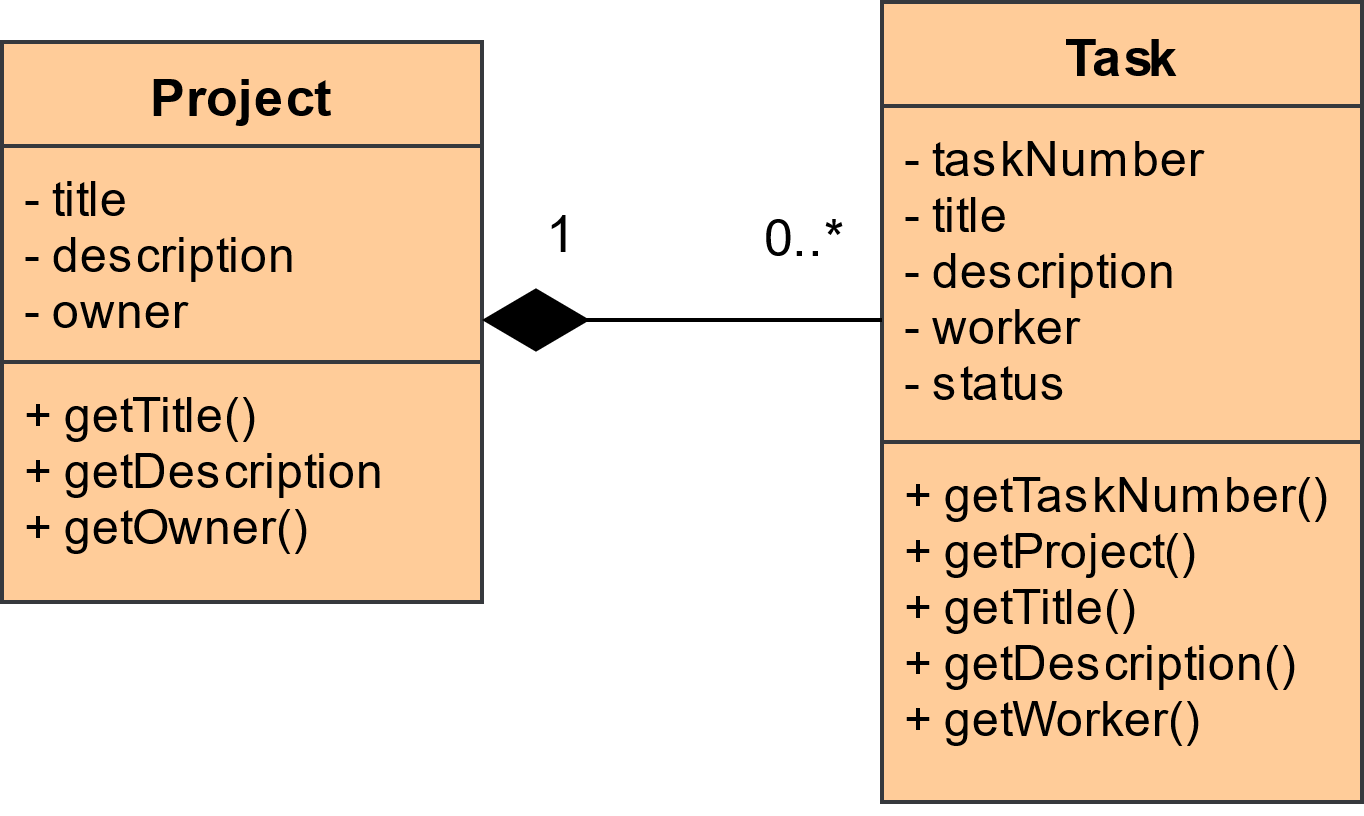 Project
- title
- description
- owner
+ getTitle()
+ getDescription
+ getOwner()
1
0..*
Task
- taskNumber
- title
- description
- worker
- status
+ getTaskNumber()
+ getProject()
+ getTitle()
+ getDescription()
+ getWorker()